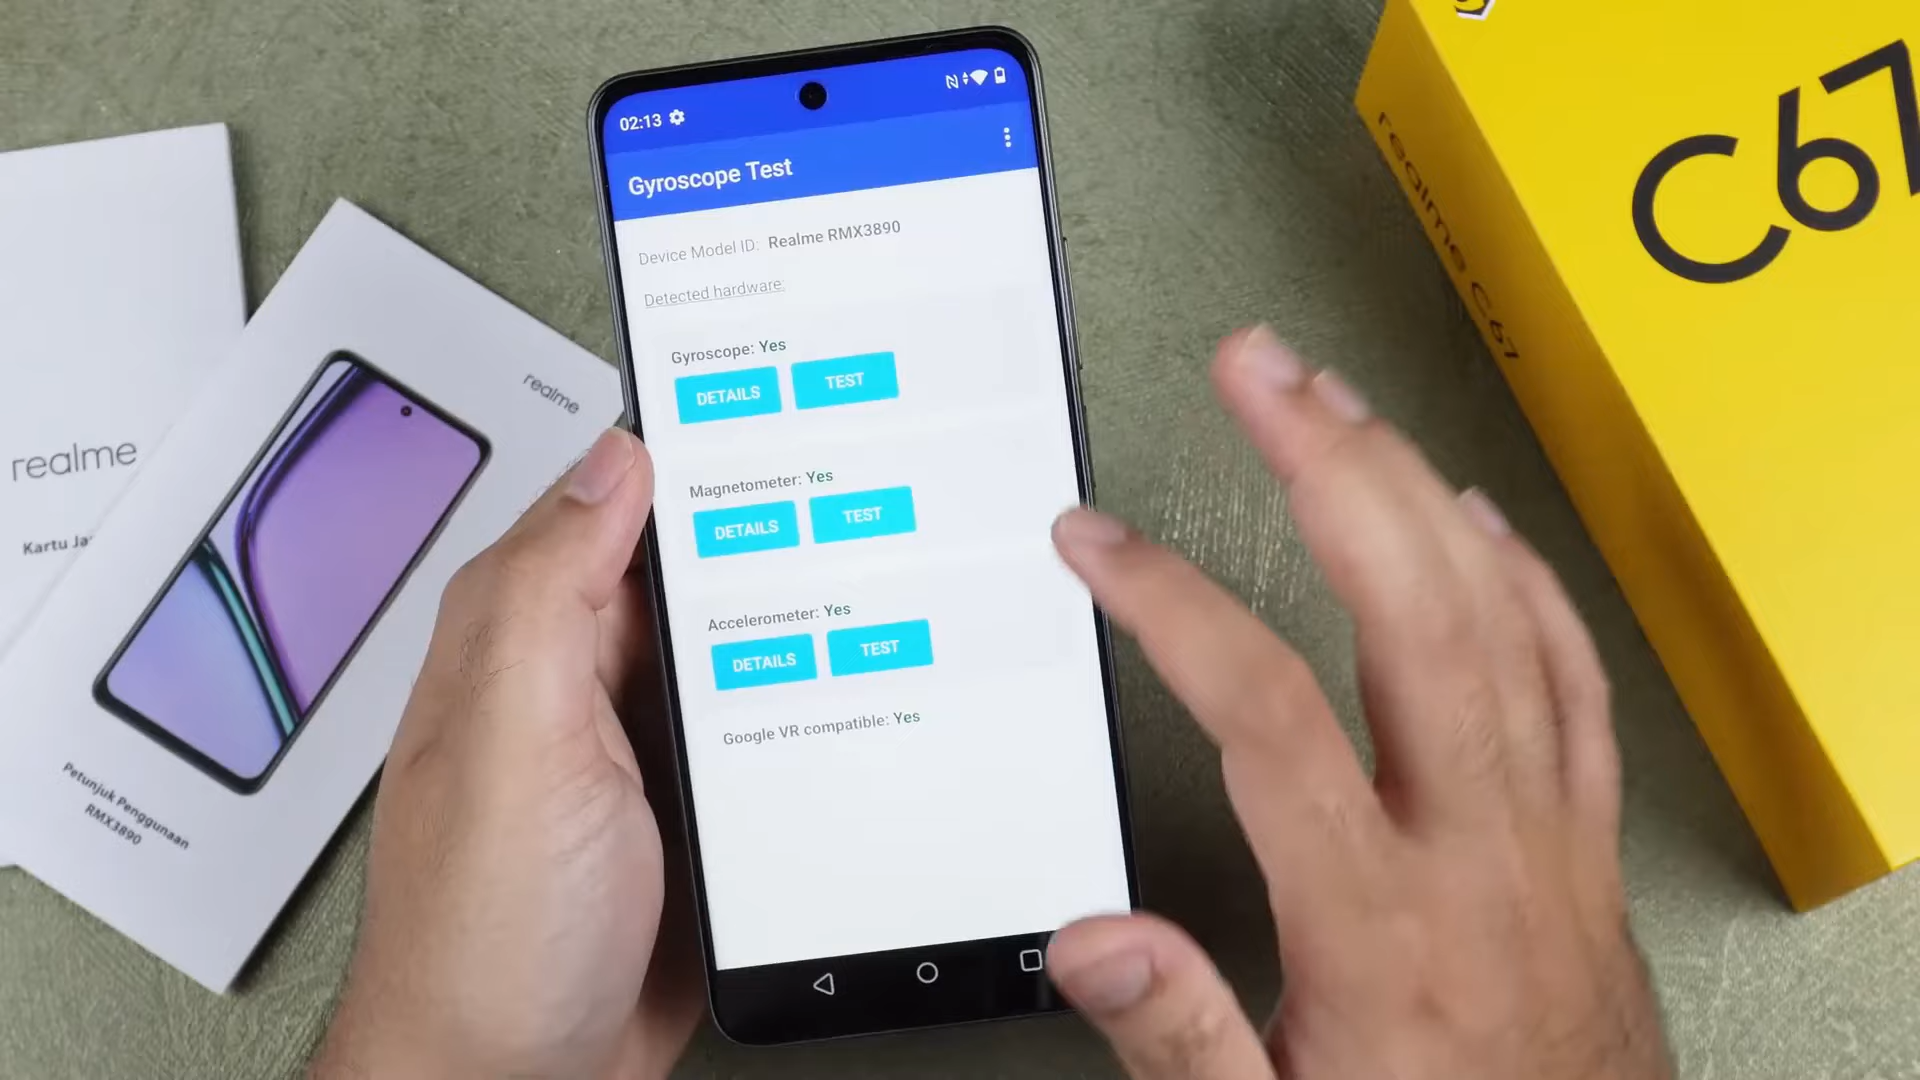 02:13
Gyroscope Test
Device Model ID: Realme RMX3890
Detected hardware:
Gyroscope: Yes
DETAILS
TEST
Magnetometer: Yes
DETAILS
TEST
Accelerometer: Yes
DETAILS
TEST
Google VR compatible: Yes
realme
Kartu
realme
Petunjuk Penggunaan
RMX3890
C67
realme C67